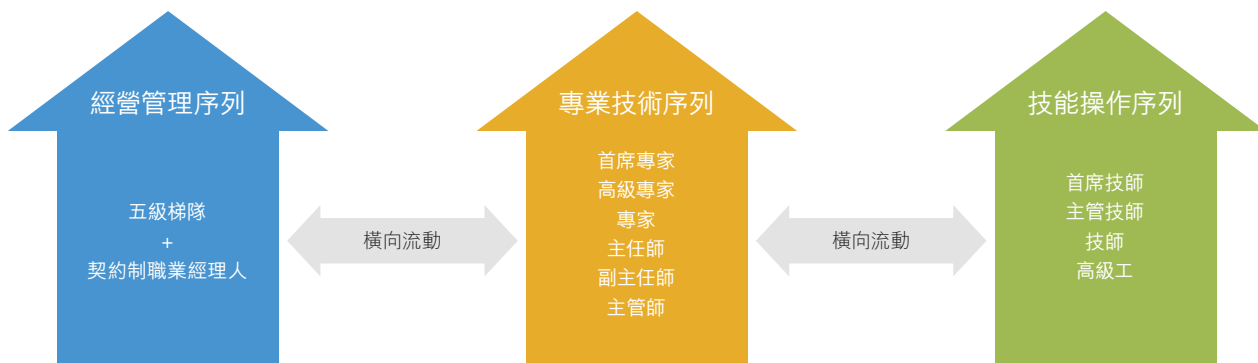 經營管理序列
五級梯隊
+
契約制職業經理人
橫向流動
專業技術序列
首席專家
高級專家
專家
主任師
副主任師
主管師
橫向流動
技能操作序列
首席技師
主管技師
技師
高級工